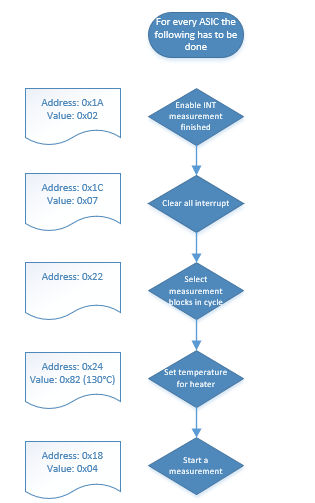 For every ASIC the
following has to be
done
Address: 0x1A
Value: 0x02
Enable INT
measurement
finished
Address: 0x1C
Value: 0x07
Clear all interrupt
Address: 0x22
Select
measurement
blocks in cycle
Address: 0x24
Value: 0x82 (130°C)
Set temperature
for heater
Address: 0x18
Value: 0x04
Start a
measurement